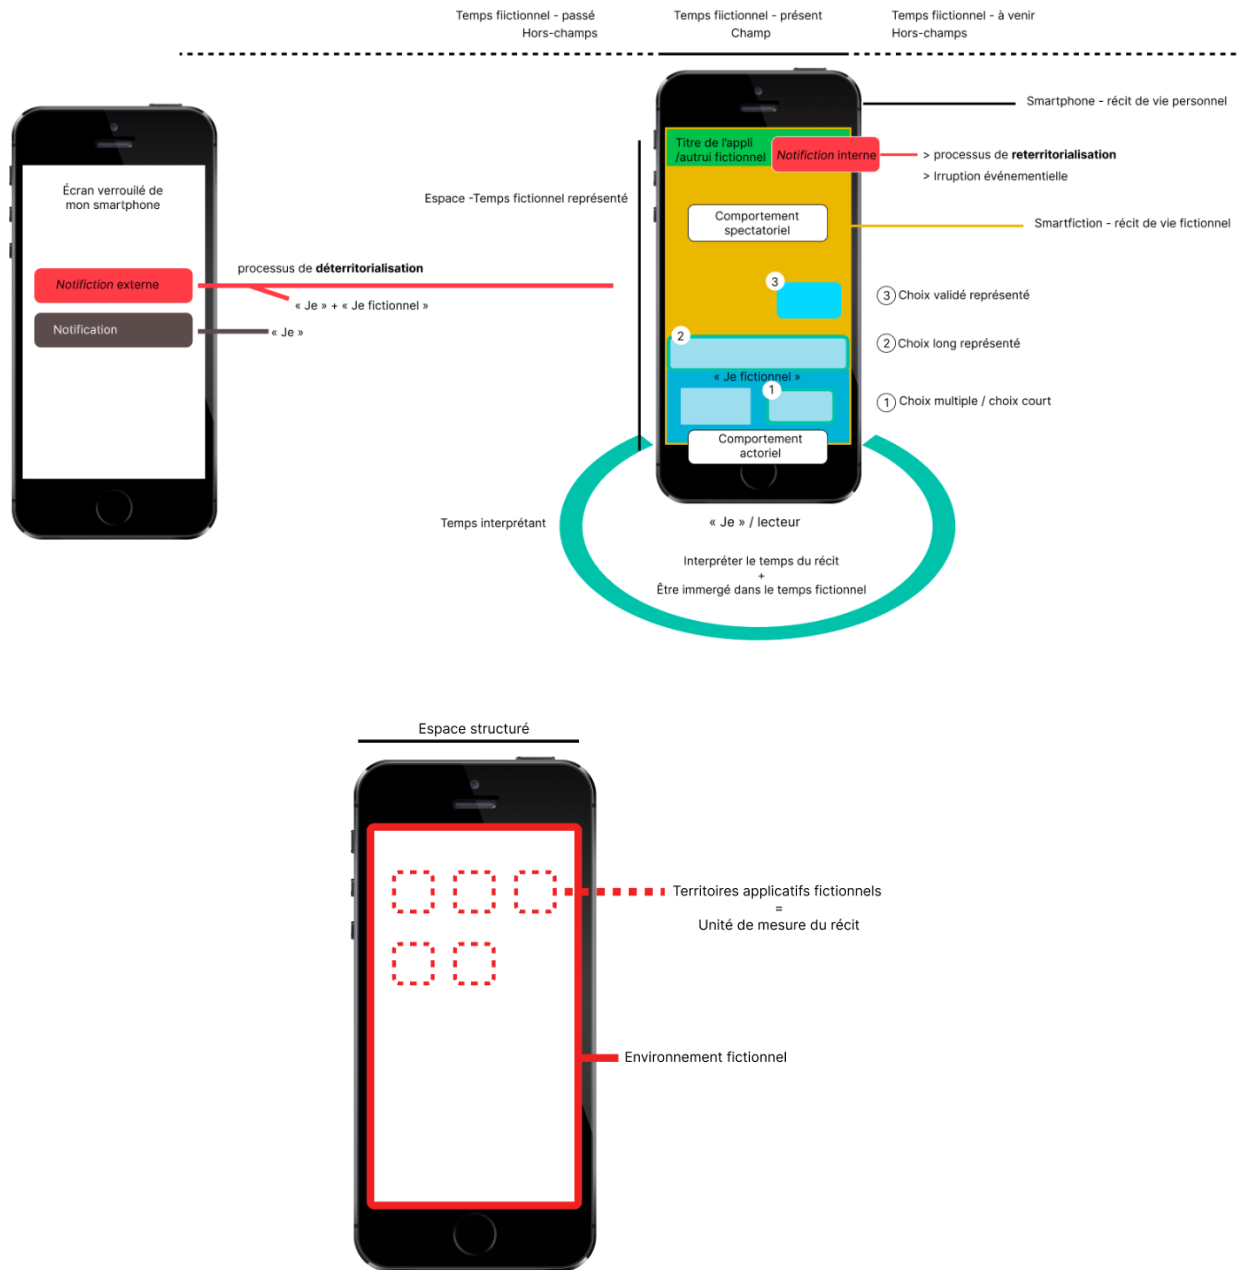 Temps fiictionnel - passé
Hors-champs
Temps fiictionnel - présent
Champ
Temps fiictionnel - à venir
Hors-champs
Smartphone - récit de vie personnel
Titre de l'appli
/autrui fictionnel
Notifiction interne
> processus de reterritorialisation
> Irruption événementielle
Écran verrouilé de
mon smartphone
Espace -Temps fictionnel représenté
Comportement
spectatoriel
Smartfiction - récit de vie fictionnel
processus de déterritorialisation
Notifiction externe
« Je » + « Je fictionnel »
3
3 Choix validé représenté
Notification
« Je »
2
2 Choix long représenté
« Je fictionnel »
1
1 Choix multiple / choix court
Comportement
actoriel
Temps interprétant
« Je » / lecteur
Interpréter le temps du récit
+
Être immergé dans le temps fictionnel
Espace structuré
Territoires applicatifs fictionnels
=
Unité de mesure du récit
Environnement fictionnel